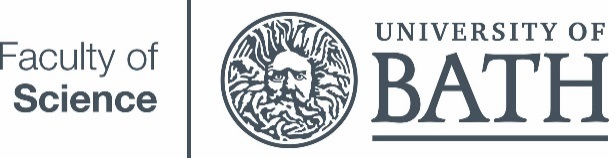 Faculty of
Science
UNIVERSITY OF
BATH